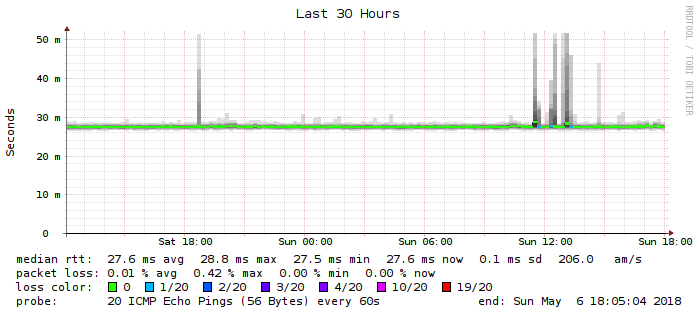 Last 30 Hours
RRDTOOL / TOBI OETIKER
Seconds
50 m
40 m
30 m
20 m
10 m
0
Sat 18:00 Sun 00:00 Sun 06:00 Sun 12:00 Sun 18:00
median rtt: 27.6 ms avg 28.8 ms max 27.5 ms min 27.6 ms now 0.1 ms sd 206.0 am/s
packet loss: 0.01 % avg 0.42 % max 0.00 % min 0.00 % now
loss color: 0 1/20 2/20 3/20 4/20 10/20 19/20
probe: 20 ICMP Echo Pings (56 Bytes) every 60s end: Sun May 6 18:05:04 2018